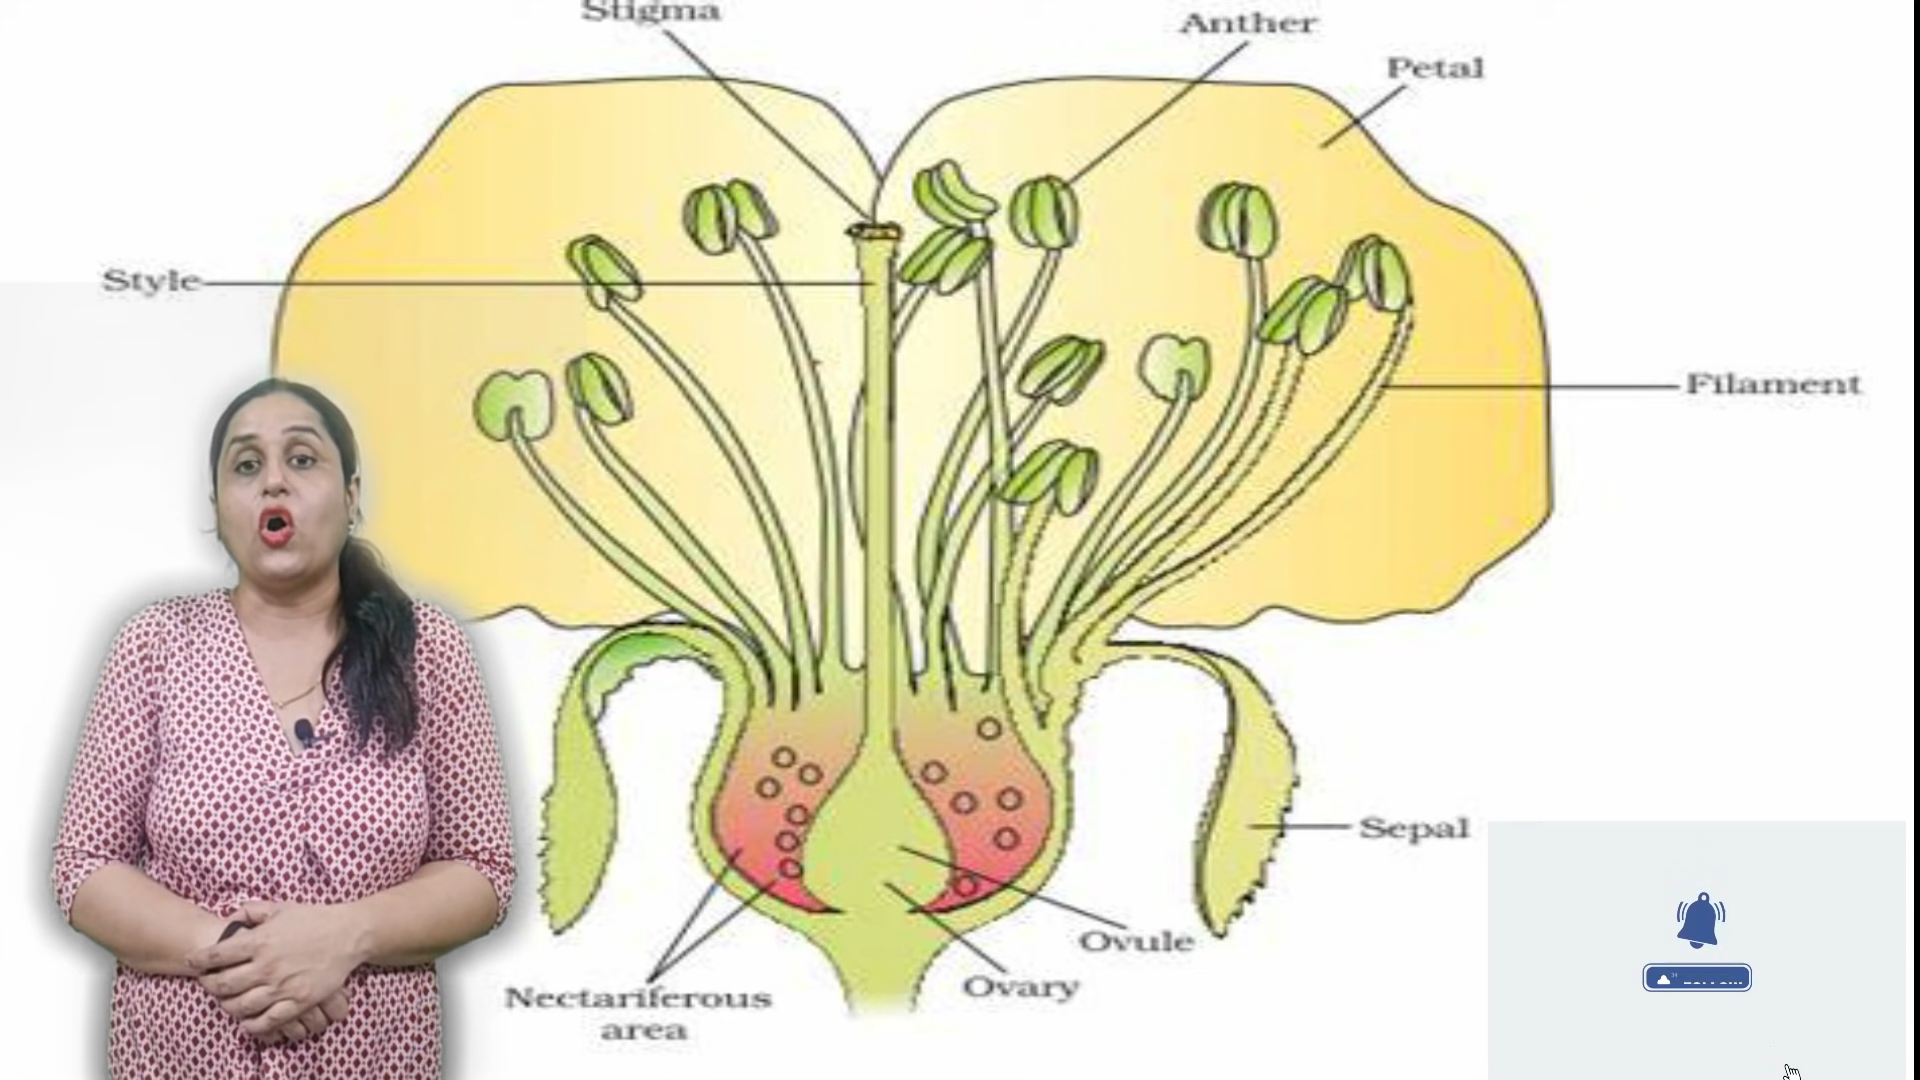 Stigma
Anther
Petal
Style
Filament
Sepal
Ovule
Ovary
Nectariferous
area